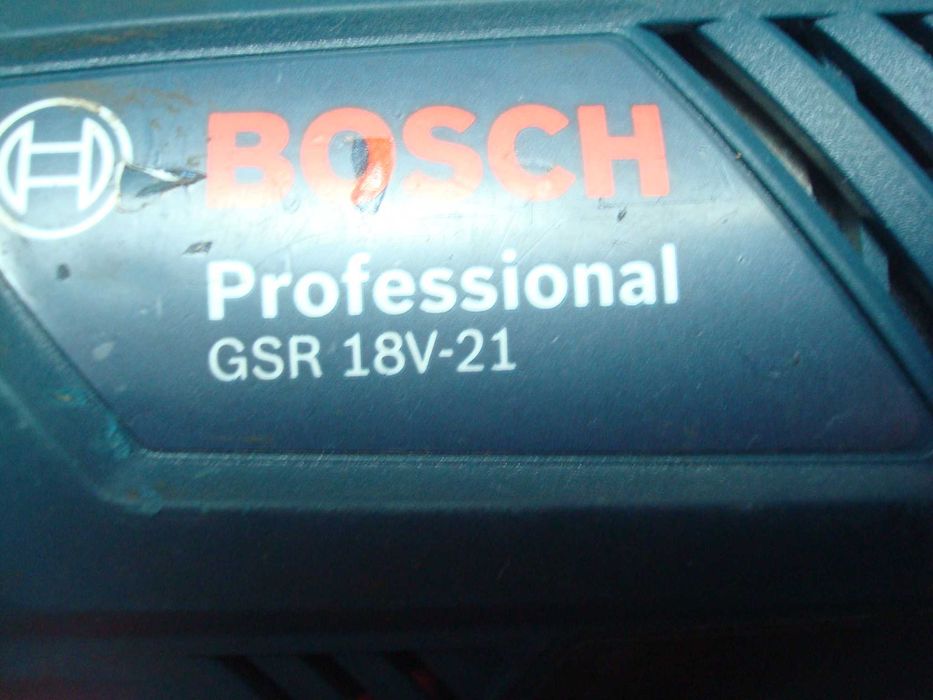 BOSCH
Professional
GSR 18V-21